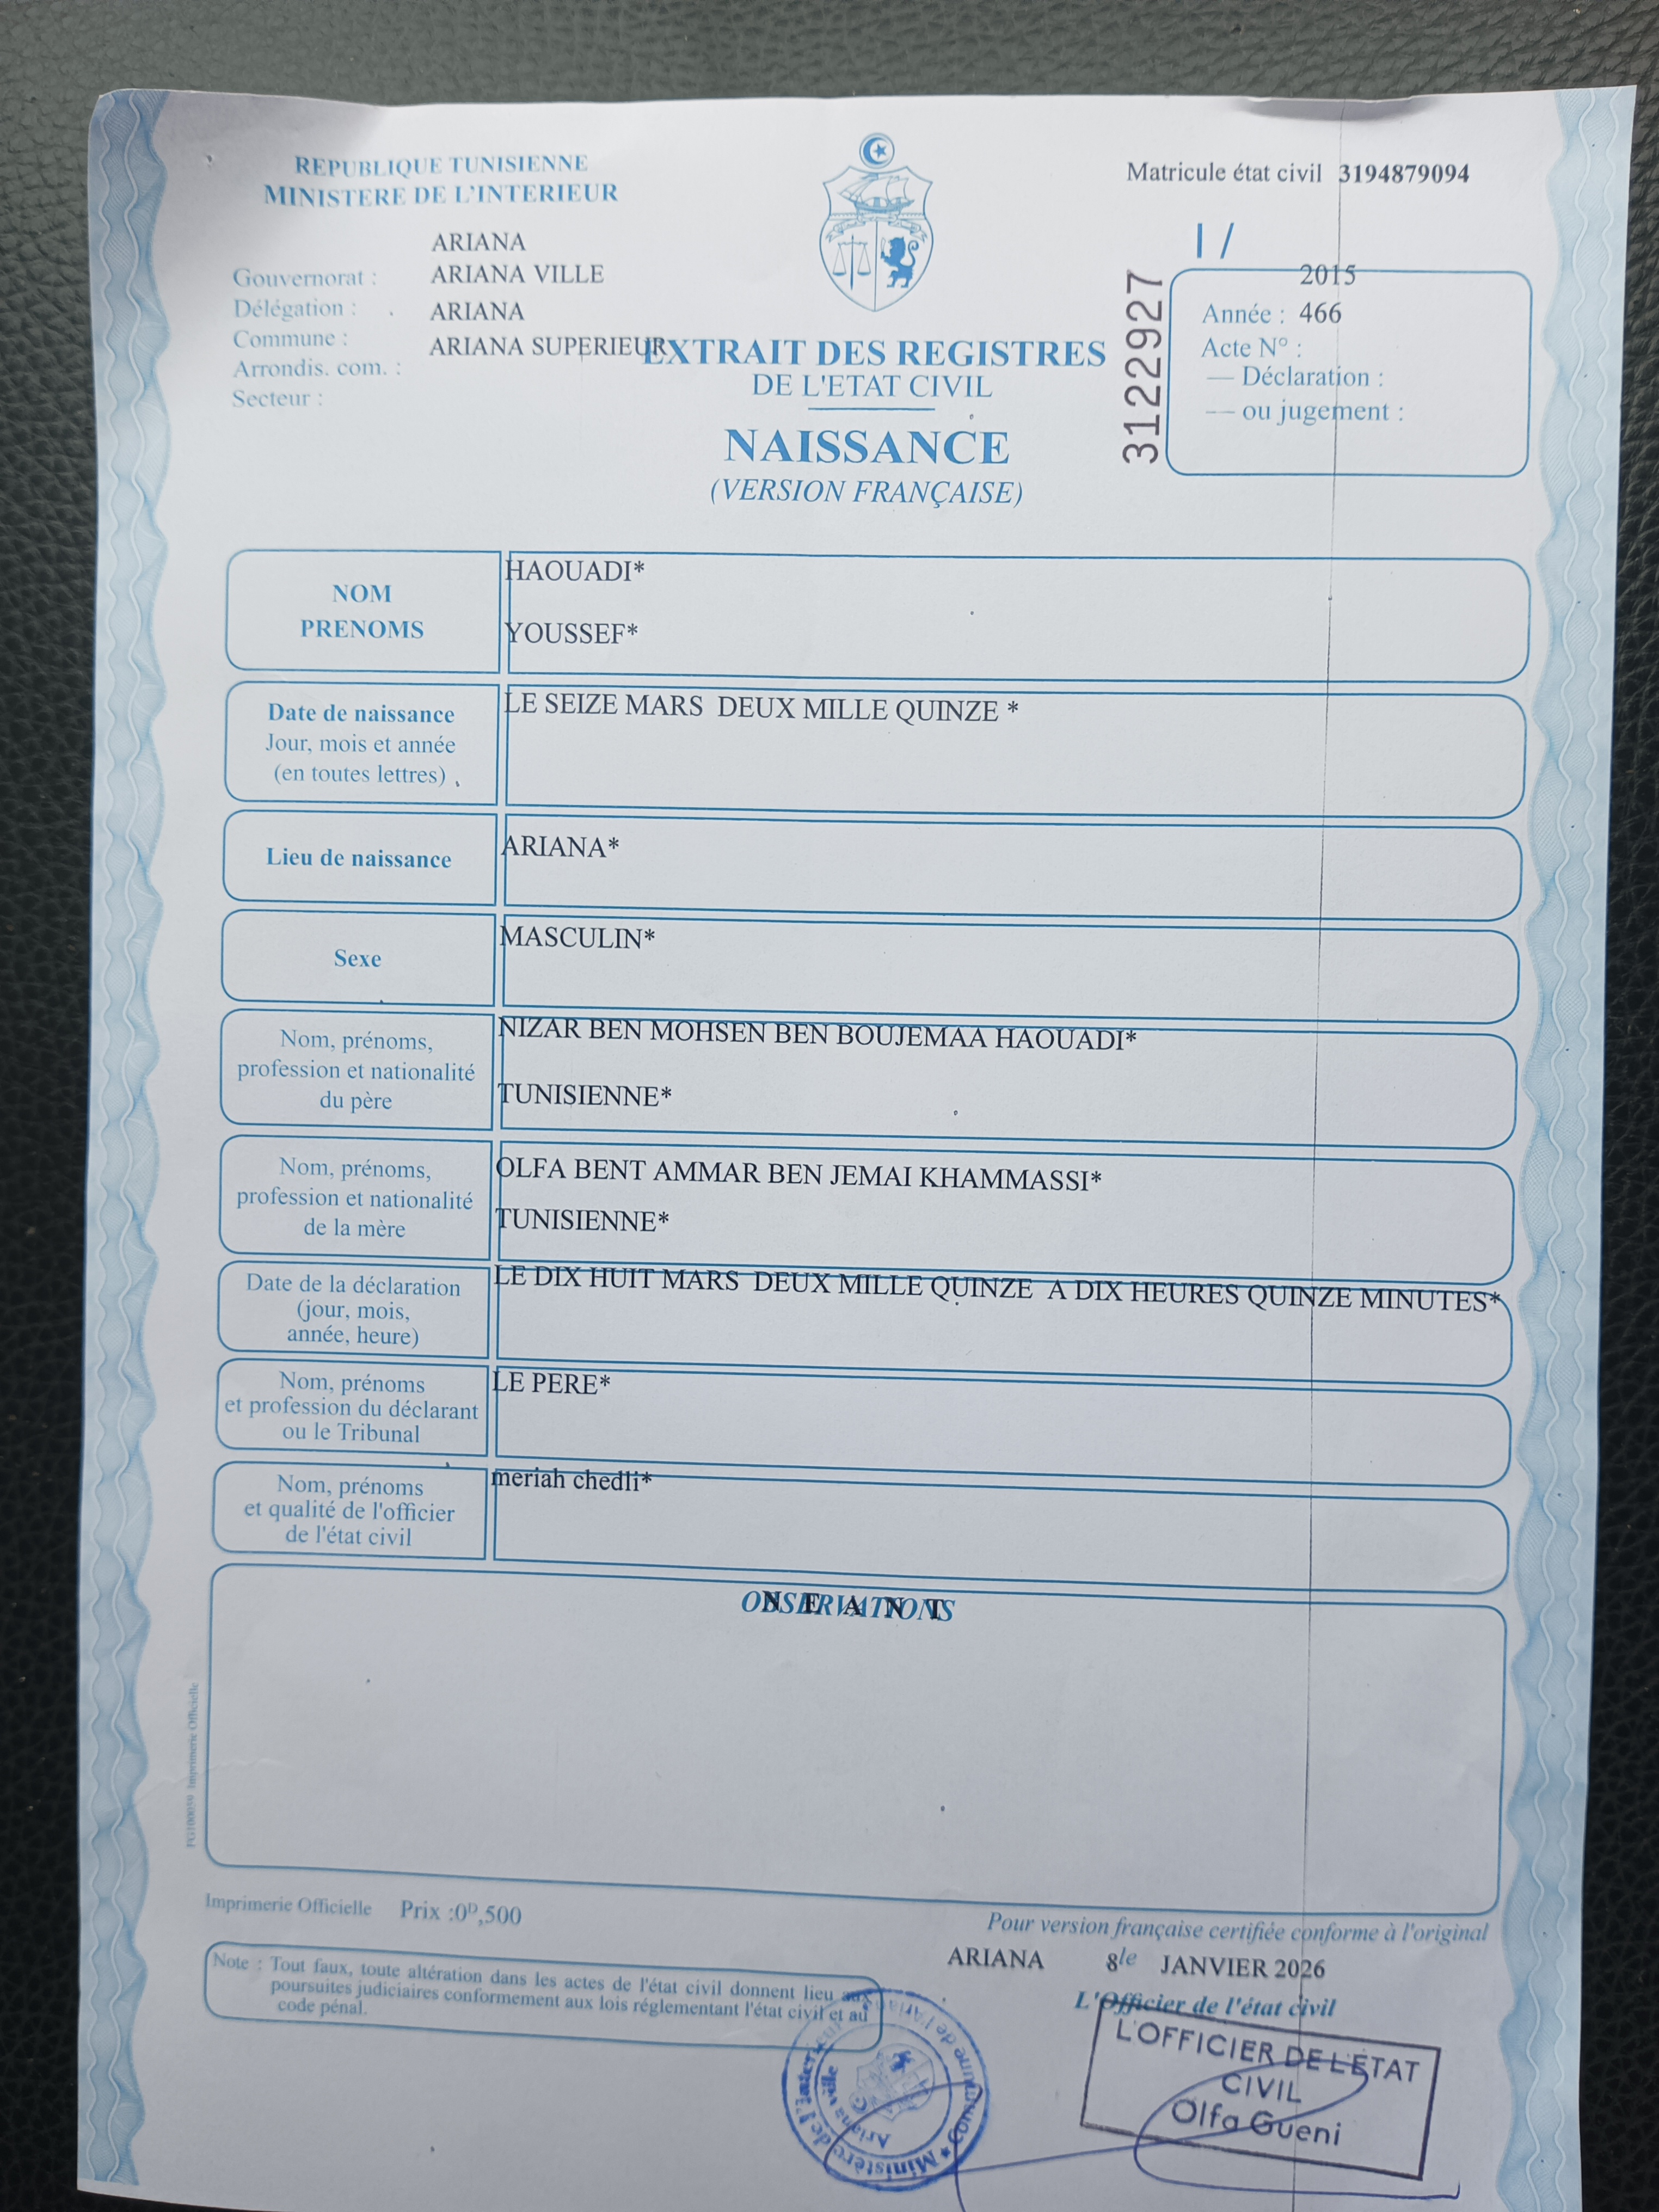 REPUBLIQUE TUNISIENNE
MINISTERE DE L'INTERIEUR
Matricule état civil 3194879094
ARIANA
Gouvernorat : ARIANA VILLE
Délégation : ARIANA
Commune : ARIANA SUPERIEUR
Arrondis. com. :
Secteur :
EXTRAIT DES REGISTRES
DE L'ETAT CIVIL
NAISSANCE
(VERSION FRANÇAISE)
3122927
1/
2015
Année : 466
Acte N° :
— Déclaration :
— ou jugement :
NOM
PRENOMS
HAOUADI*
YOUSSEF*
Date de naissance
Jour, mois et année
(en toutes lettres)
LE SEIZE MARS DEUX MILLE QUINZE *
Lieu de naissance
ARIANA*
Sexe
MASCULIN*
Nom, prénoms,
profession et nationalité
du père
NIZAR BEN MOHSEN BEN BOUJEMAA HAOUADI*
TUNISIENNE*
Nom, prénoms,
profession et nationalité
de la mère
OLFA BENT AMMAR BEN JEMAI KHAMMASSI*
TUNISIENNE*
Date de la déclaration
(jour, mois,
année, heure)
LE DIX HUIT MARS DEUX MILLE QUINZE A DIX HEURES QUINZE MINUTES*
Nom, prénoms
et profession du déclarant
ou le Tribunal
LE PERE*
Nom, prénoms
et qualité de l'officier
de l'état civil
meriah chedli*
OBSERVATIONS
N E A N T
Imprimerie Officielle Prix :0ᴰ,500
Pour version française certifiée conforme à l'original
ARIANA 8le JANVIER 2026
L'Officier de l'état civil
Note : Tout faux, toute altération dans les actes de l'état civil donnent lieu aux
poursuites judiciaires conformement aux lois réglementant l'état civil et au
code pénal.
L'OFFICIER DE L'ETAT
CIVIL
Olfa Gueni
Ministère de l'Interieur
Commune de l'Ariana
Ariana ville